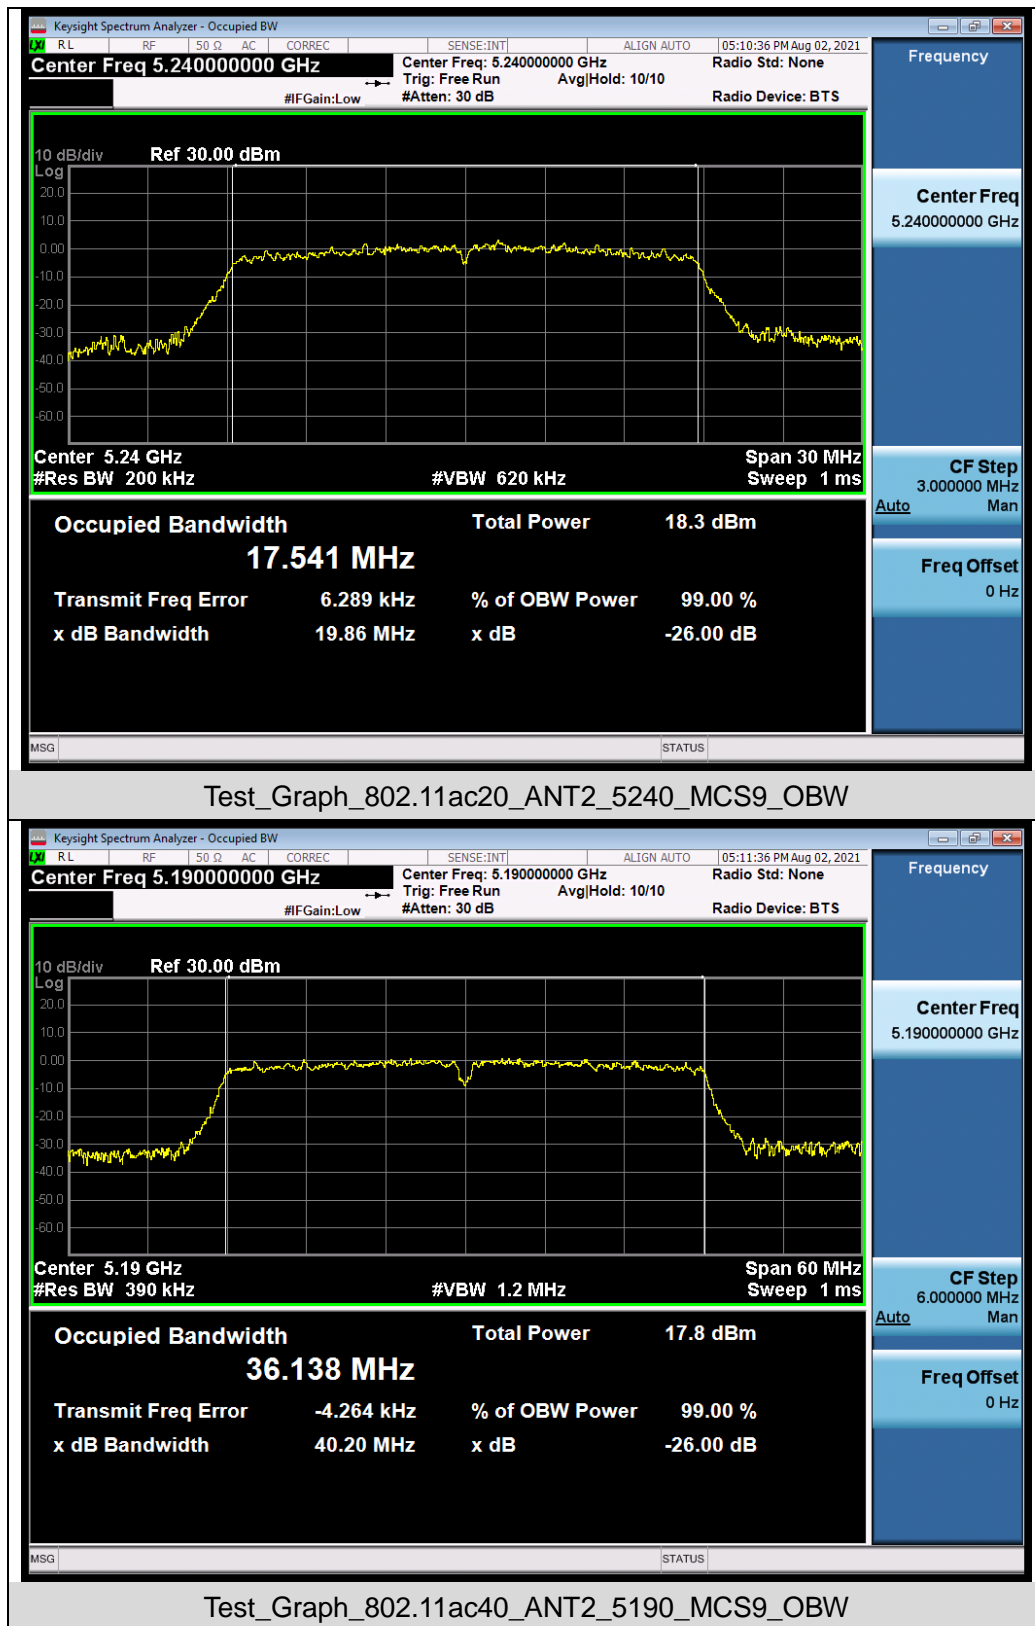 Keysight Spectrum Analyzer - Occupied BW
LXI RL RF 50 Ω AC CORREC SENSE:INT ALIGN AUTO 05:10:36 PM Aug 02, 2021
Center Freq 5.240000000 GHz
Center Freq: 5.240000000 GHz
Radio Std: None
Trig: Free Run Avg|Hold: 10/10
#IFGain:Low
#Atten: 30 dB
Radio Device: BTS
Frequency
10 dB/div Ref 30.00 dBm
Log
20.0
10.0
0.00
-10.0
-20.0
-30.0
-40.0
-50.0
-60.0
Center Freq
5.240000000 GHz
Center 5.24 GHz Span 30 MHz
#Res BW 200 kHz #VBW 620 kHz Sweep 1 ms
CF Step
3.000000 MHz
Auto Man
Occupied Bandwidth Total Power 18.3 dBm
17.541 MHz
Transmit Freq Error 6.289 kHz % of OBW Power 99.00 %
x dB Bandwidth 19.86 MHz x dB -26.00 dB
Freq Offset
0 Hz
MSG STATUS
Test_Graph_802.11ac20_ANT2_5240_MCS9_OBW
Keysight Spectrum Analyzer - Occupied BW
LXI RL RF 50 Ω AC CORREC SENSE:INT ALIGN AUTO 05:11:36 PM Aug 02, 2021
Center Freq 5.190000000 GHz
Center Freq: 5.190000000 GHz
Radio Std: None
Trig: Free Run Avg|Hold: 10/10
#IFGain:Low
#Atten: 30 dB
Radio Device: BTS
Frequency
10 dB/div Ref 30.00 dBm
Log
20.0
10.0
0.00
-10.0
-20.0
-30.0
-40.0
-50.0
-60.0
Center Freq
5.190000000 GHz
Center 5.19 GHz Span 60 MHz
#Res BW 390 kHz #VBW 1.2 MHz Sweep 1 ms
CF Step
6.000000 MHz
Auto Man
Occupied Bandwidth Total Power 17.8 dBm
36.138 MHz
Transmit Freq Error -4.264 kHz % of OBW Power 99.00 %
x dB Bandwidth 40.20 MHz x dB -26.00 dB
Freq Offset
0 Hz
MSG STATUS
Test_Graph_802.11ac40_ANT2_5190_MCS9_OBW